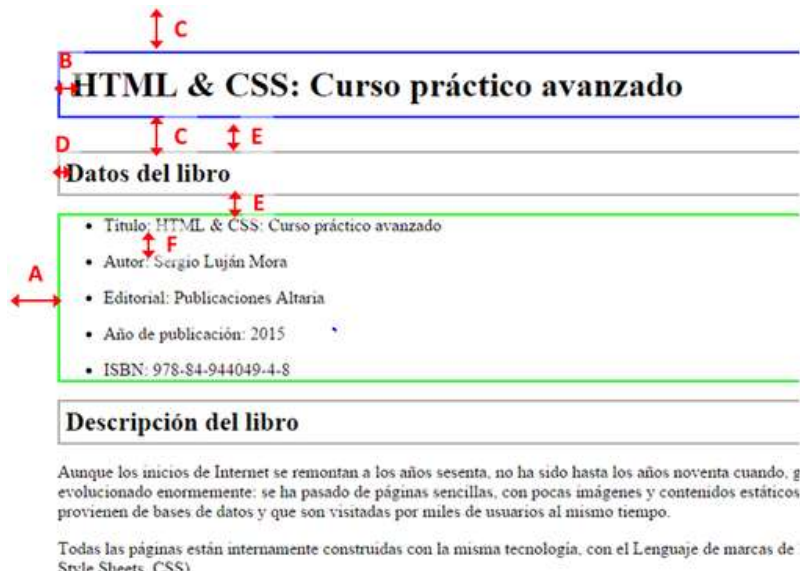 C
B
HTML & CSS: Curso práctico avanzado
C E
D
Datos del libro
E
• Título: HTML & CSS: Curso práctico avanzado
F
• Autor: Sergio Luján Mora
A
• Editorial: Publicaciones Altaria
• Año de publicación: 2015
• ISBN: 978-84-944049-4-8
Descripción del libro
Aunque los inicios de Internet se remontan a los años sesenta, no ha sido hasta los años noventa cuando, g
evolucionado enormemente: se ha pasado de páginas sencillas, con pocas imágenes y contenidos estáticos
provienen de bases de datos y que son visitadas por miles de usuarios al mismo tiempo.
Todas las páginas están internamente construidas con la misma tecnología, con el Lenguaje de marcas de
Style Sheets, CSS)